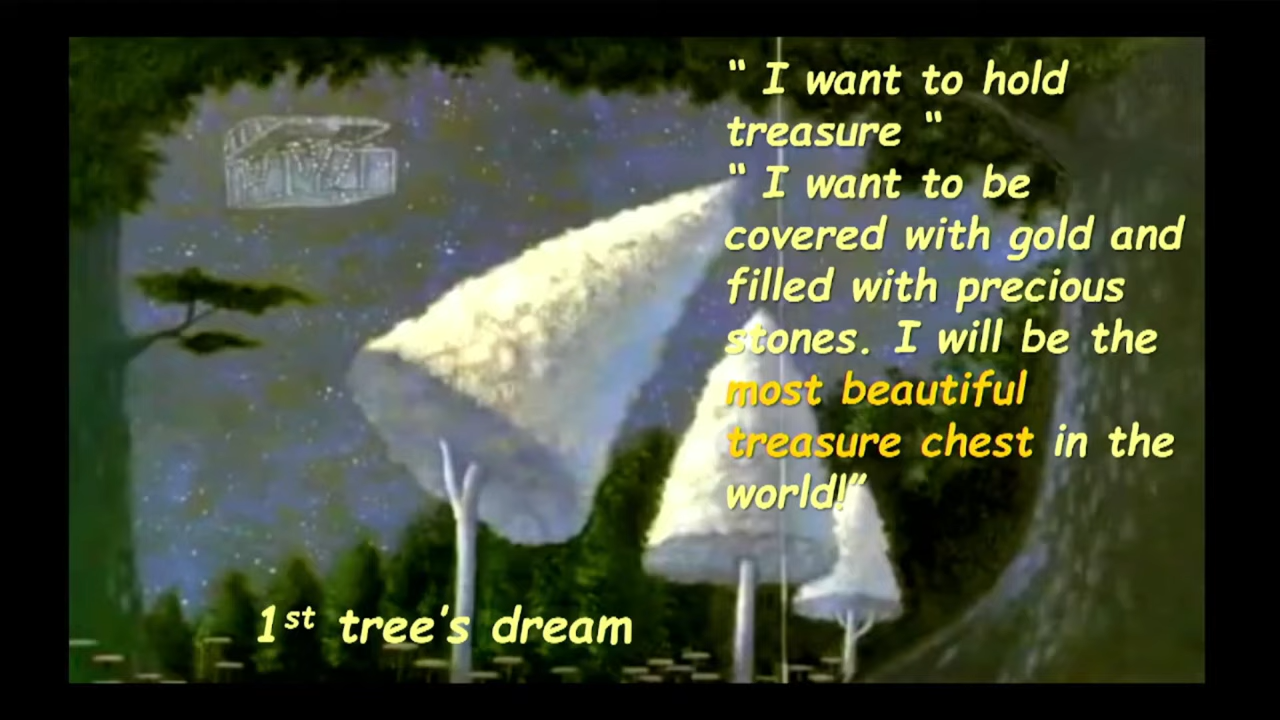 “ I want to hold
treasure “
“ I want to be
covered with gold and
filled with precious
stones. I will be the
most beautiful
treasure chest in the
world!”
1st tree’s dream